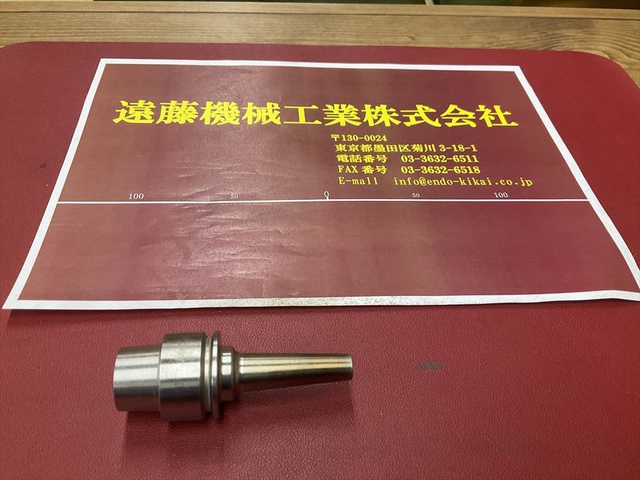 遠藤機械工業株式会社
〒130-0024
東京都墨田区菊川 3-18-1
電話番号 03-3632-6511
FAX 番号 03-3632-6518
E-mail info@endo-kikai.co.jp
100 50 0 50 100